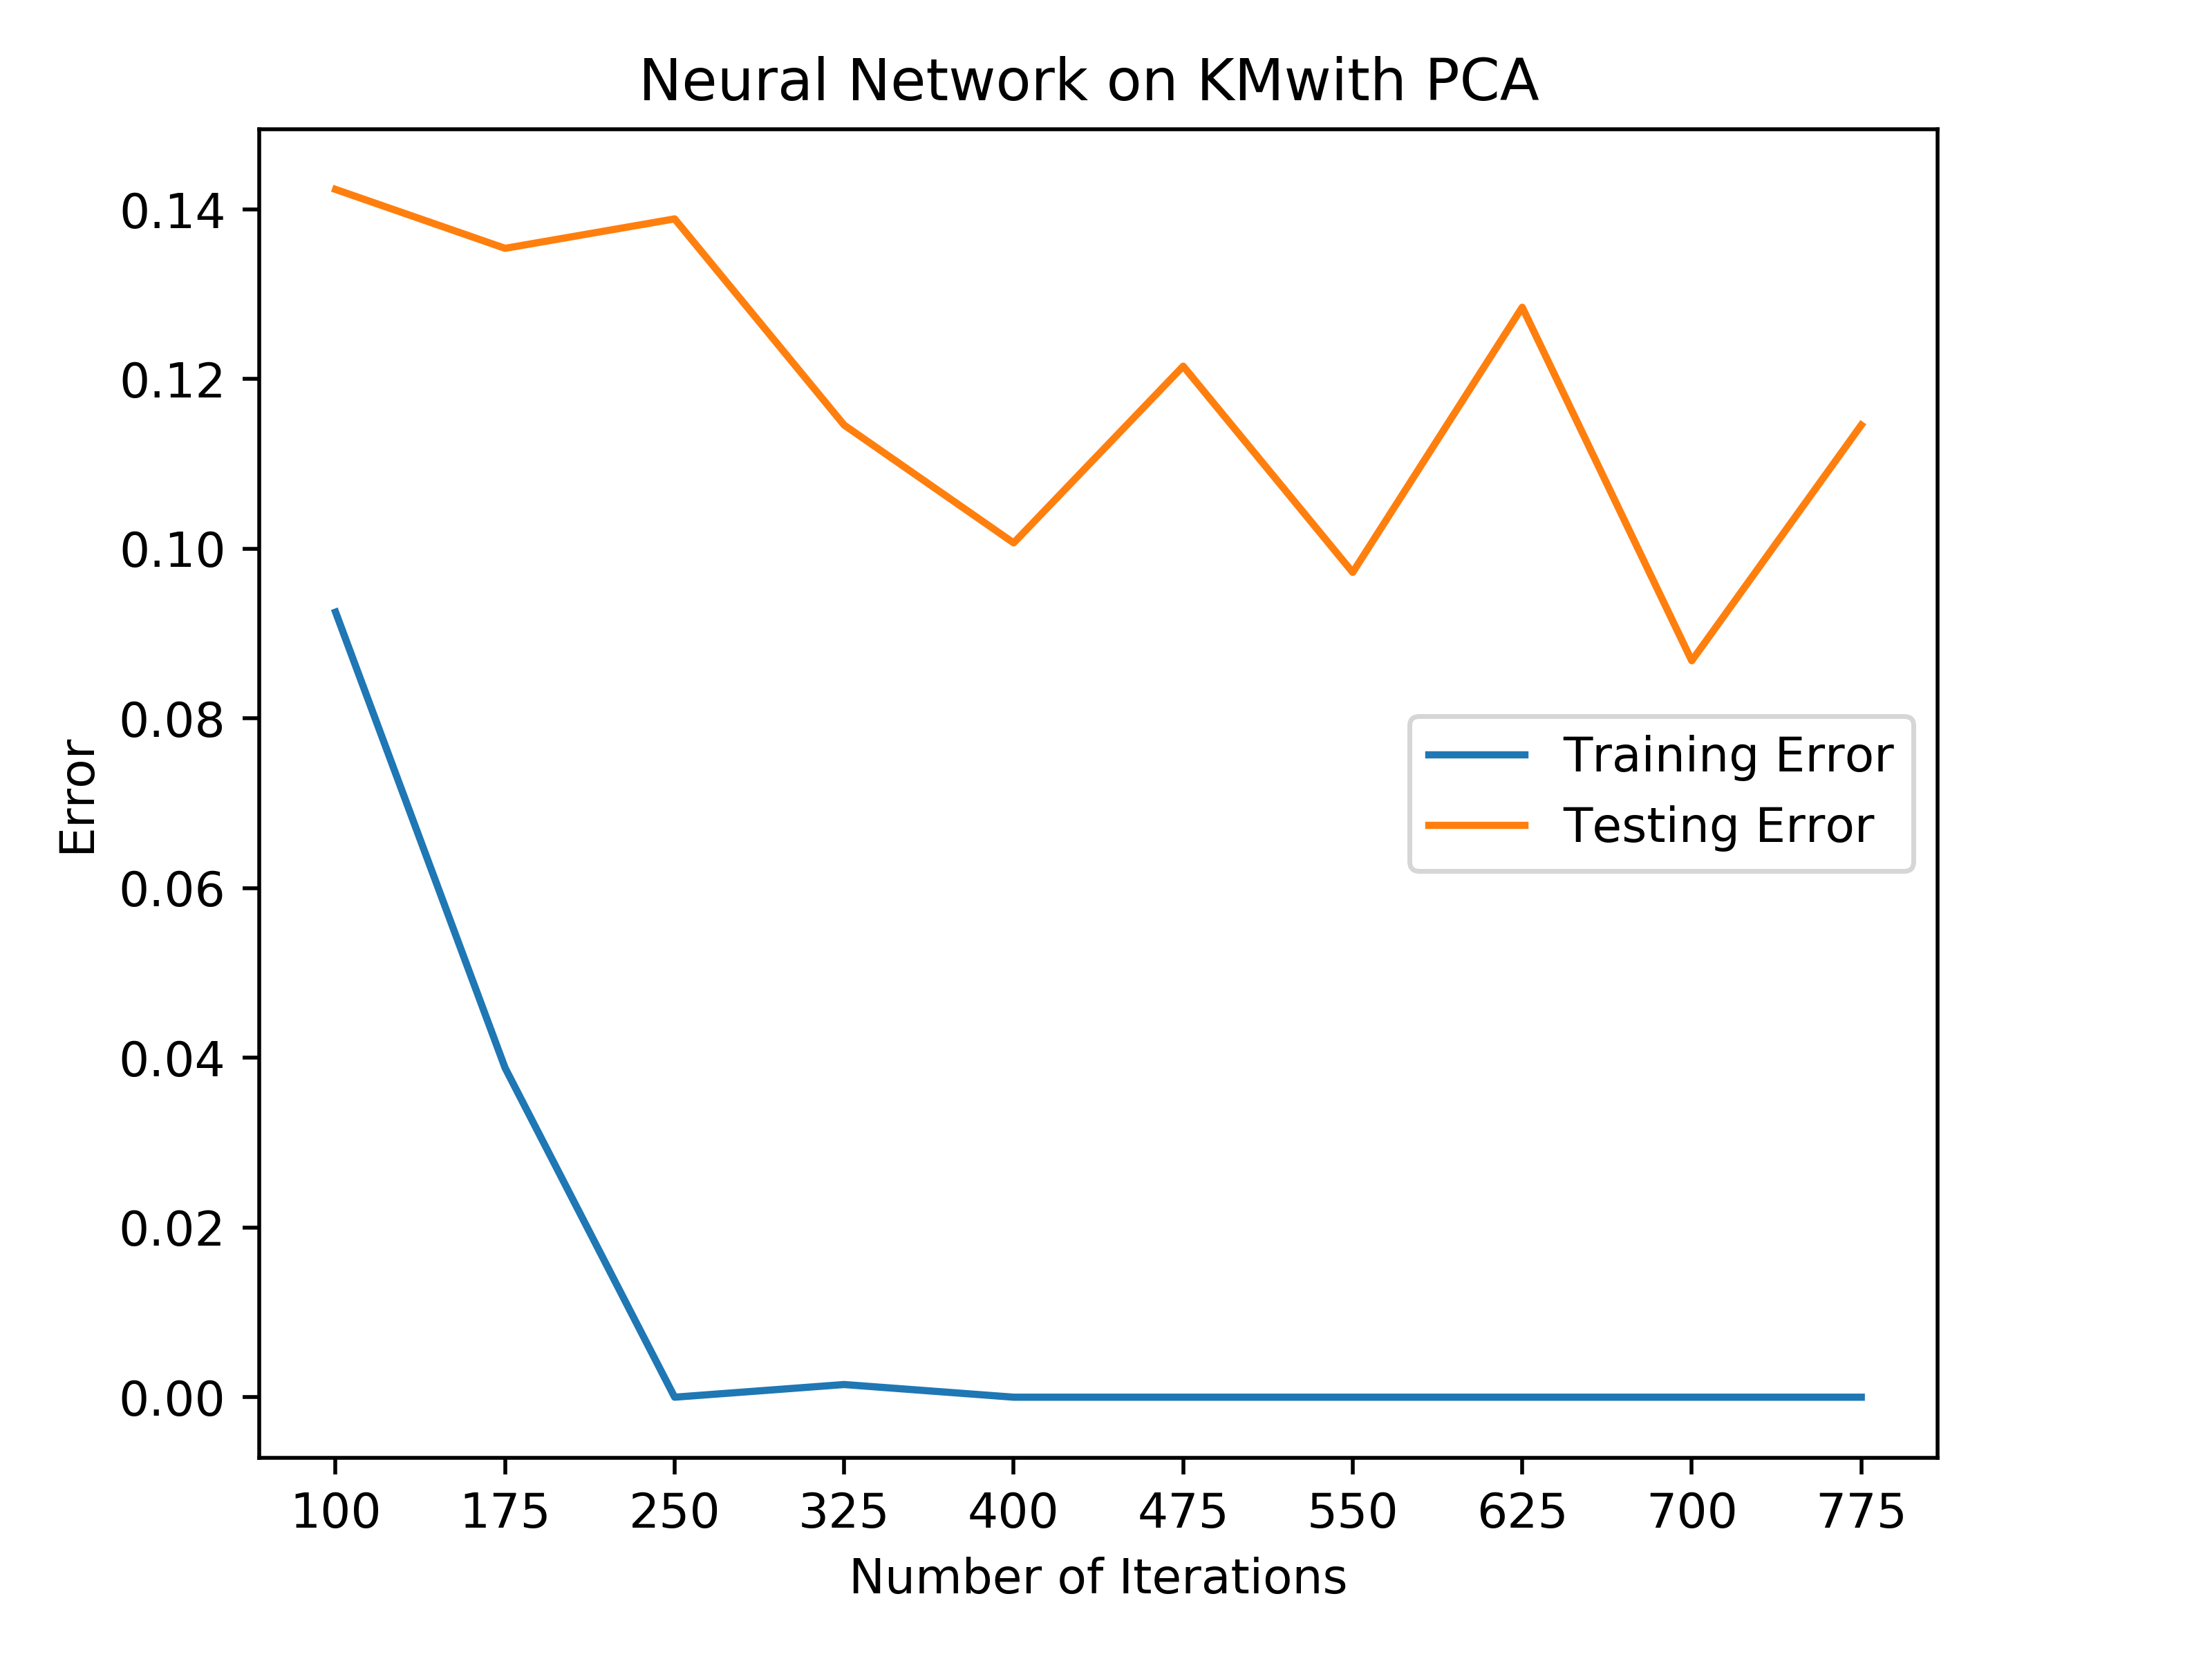 Neural Network on KMwith PCA
0.14
0.12
0.10
0.08
0.06
0.04
0.02
0.00
Error
Training Error
Testing Error
100 175 250 325 400 475 550 625 700 775
Number of Iterations